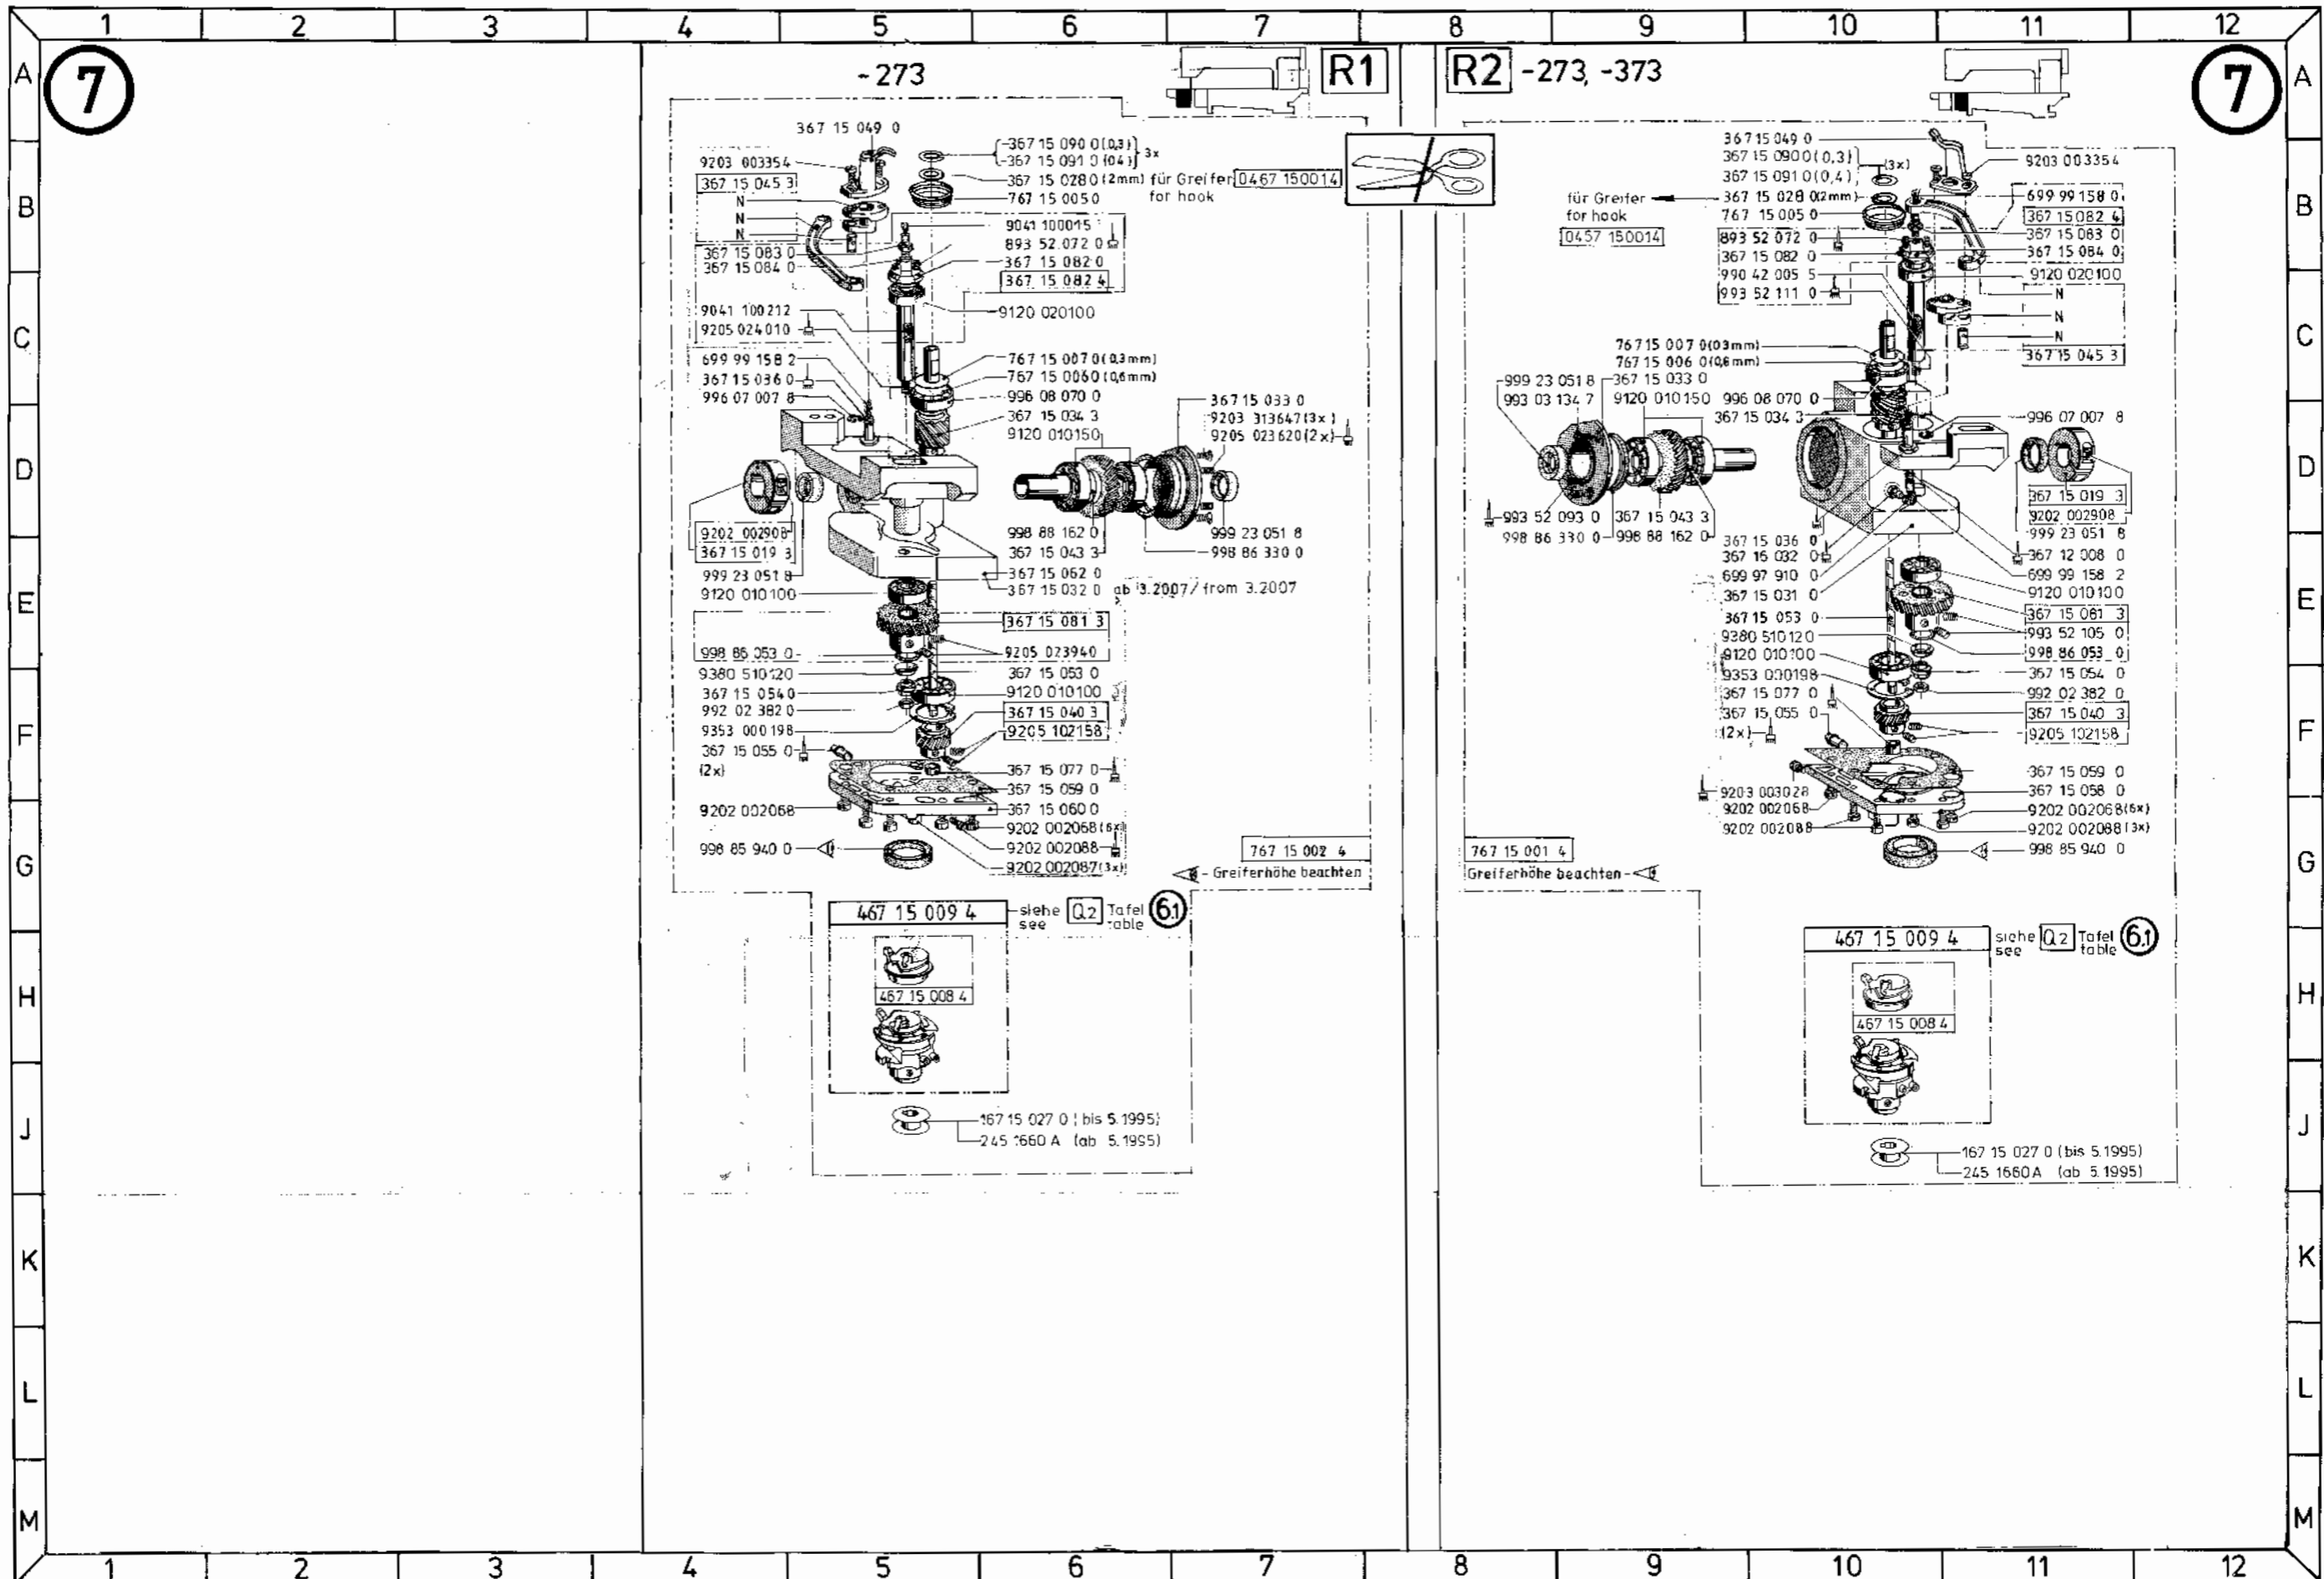 1 2 3 4 5 6 7 8 9 10 11 12
A B C D E F G H J K L M
7
-273
R1
367 15 049 0
9203 003354
367 15 045 3
N
N
N
367 15 083 0
367 15 084 0
-367 15 090 0 (0,3)
-367 15 091 0 (04)
3x
367 15 028 0 (2mm) für Greifer 0467 150014
for hook
767 15 005 0
9041 100015
893 52 072 0
367 15 082 0
367 15 082 4
9120 020100
9041 100212
9205 024010
699 99 158 2
367 15 036 0
996 07 007 8
767 15 007 0 (0,3mm)
767 15 0060 (0,6mm)
996 08 070 0
367 15 034 3
9120 010150
367 15 033 0
9203 313647 (3x)
9205 023620 (2x)
9202 002908
367 15 019 3
999 23 051 8
9120 010100
998 88 162 0
367 15 043 3
999 23 051 8
998 86 330 0
367 15 062 0
367 15 032 0 ab 3.2007 / from 3.2007
367 15 081 3
998 86 053 0
9205 023940
9380 510120
367 15 053 0
367 15 054 0
9120 010100
992 02 382 0
367 15 040 3
9353 000198
9205 102158
367 15 055 0
(2x)
367 15 077 0
367 15 059 0
9202 002068
367 15 060 0
9202 002068 (6x)
998 85 940 0
9202 002088
9202 002087 (3x)
767 15 002 4
- Greiferhöhe beachten
467 15 009 4
siehe Q2 Tafel 6.1
see table
467 15 008 4
167 15 027 0 (bis 5.1995)
245 1660 A (ab 5.1995)
R2 -273, -373
7
367 15 049 0
367 15 090 0 (0,3)
367 15 091 0 (0,4)
(3x)
9203 003354
für Greifer
for hook
0457 150014
367 15 028 0 (2mm)
767 15 005 0
893 52 072 0
367 15 082 0
990 42 005 5
993 52 111 0
699 99 158 0
367 15 082 4
367 15 083 0
367 15 084 0
9120 020100
N
N
N
367 15 045 3
767 15 007 0 (03mm)
767 15 006 0 (0,6mm)
999 23 051 8
993 03 134 7
367 15 033 0
9120 010150
996 08 070 0
367 15 034 3
996 07 007 8
993 52 093 0
998 86 330 0
367 15 043 3
998 88 162 0
367 15 019 3
9202 002908
999 23 051 8
367 15 036 0
367 16 032 0
699 97 910 0
367 15 031 0
367 12 008 0
699 99 158 2
9120 010100
367 15 081 3
367 15 053 0
9380 510120
9120 010100
9353 000198
367 15 077 0
367 15 055 0
(2x)
993 52 105 0
998 86 053 0
367 15 054 0
992 02 382 0
367 15 040 3
9205 102158
367 15 059 0
367 15 058 0
9203 003028
9202 002068
9202 002088
9202 002068 (6x)
9202 002088 (3x)
998 85 940 0
767 15 001 4
Greiferhöhe beachten -
467 15 009 4
siehe Q2 Tafel 6.1
see table
467 15 008 4
167 15 027 0 (bis 5.1995)
245 1660 A (ab 5.1995)
A B C D E F G H J K L M
1 2 3 4 5 6 7 8 9 10 11 12